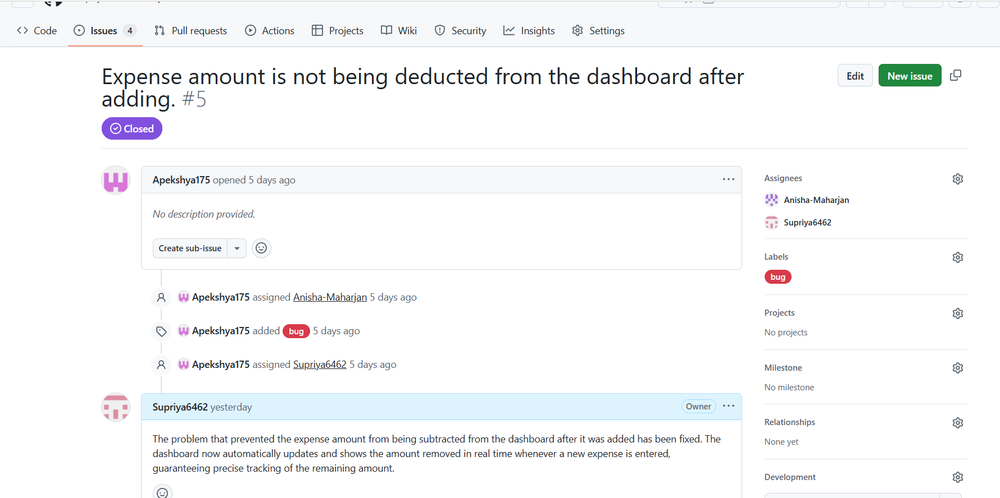 Code
Issues 4
Pull requests
Actions
Projects
Wiki
Security
Insights
Settings
Expense amount is not being deducted from the dashboard after
adding. #5
Edit
New issue
Closed
Apekshya175 opened 5 days ago
No description provided.
Create sub-issue
Apekshya175 assigned Anisha-Maharjan 5 days ago
Apekshya175 added bug 5 days ago
Apekshya175 assigned Supriya6462 5 days ago
Supriya6462 yesterday
Owner
The problem that prevented the expense amount from being subtracted from the dashboard after it was added has been fixed. The
dashboard now automatically updates and shows the amount removed in real time whenever a new expense is entered,
guaranteeing precise tracking of the remaining amount.
Assignees
Anisha-Maharjan
Supriya6462
Labels
bug
Projects
No projects
Milestone
No milestone
Relationships
None yet
Development